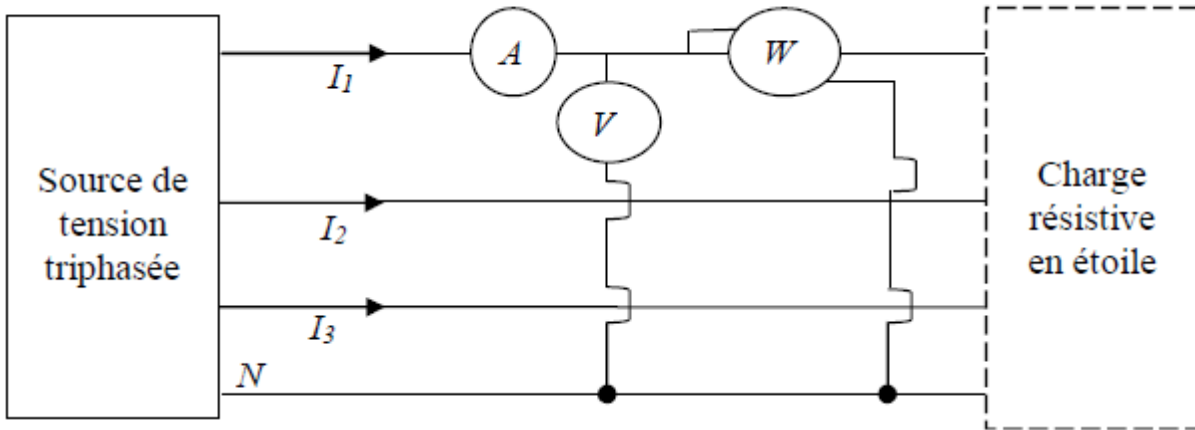 A
W
I1
V
Source de
tension
triphasée
Charge
résistive
en étoile
I2
I3
N